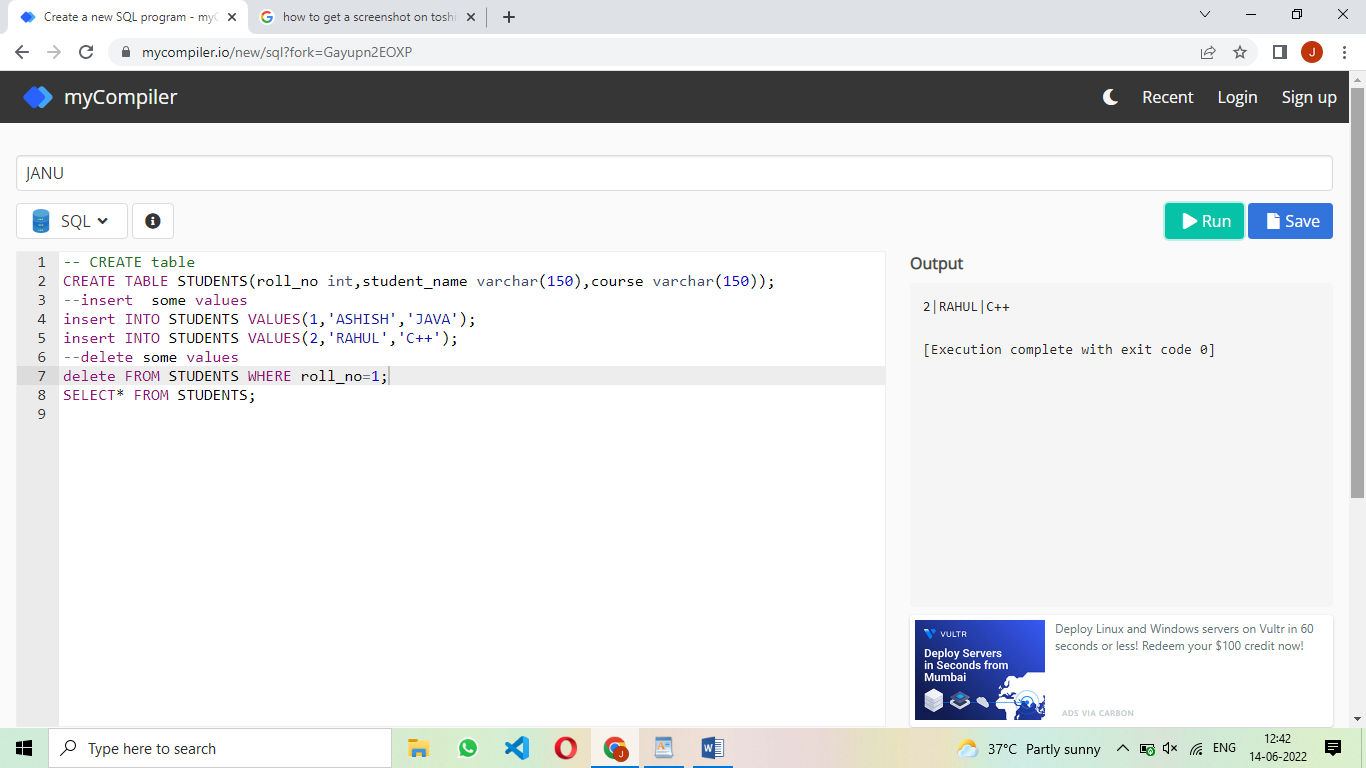 Create a new SQL program - my
how to get a screenshot on toshi
mycompiler.io/new/sql?fork=Gayupn2EOXP
J
myCompiler
Recent Login Sign up
JANU
SQL
Run Save
1 -- CREATE table
2 CREATE TABLE STUDENTS(roll_no int,student_name varchar(150),course varchar(150));
3 --insert  some values
4 insert INTO STUDENTS VALUES(1,'ASHISH','JAVA');
5 insert INTO STUDENTS VALUES(2,'RAHUL','C++');
6 --delete some values
7 delete FROM STUDENTS WHERE roll_no=1;
8 SELECT* FROM STUDENTS;
9
Output
2|RAHUL|C++
[Execution complete with exit code 0]
VULTR
Deploy Servers
in Seconds from
Mumbai
Deploy Linux and Windows servers on Vultr in 60
seconds or less! Redeem your $100 credit now!
ADS VIA CARBON
Type here to search
J
37°C Partly sunny
ENG
12:42
14-06-2022